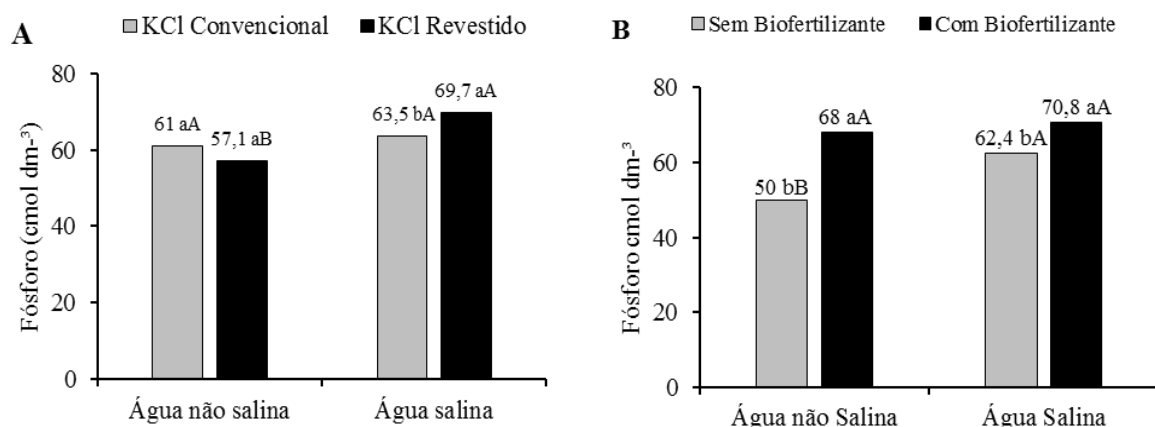 A
KCl Convencional KCl Revestido
Fósforo (cmol dm-³)
80
60
40
20
0
61 aA
57,1 aB
63,5 bA
69,7 aA
Água não salina
Água salina
B
Sem Biofertilizante Com Biofertilizante
Fósforo cmol dm-³
80
60
40
20
0
50 bB
68 aA
62,4 bA
70,8 aA
Água não Salina
Água Salina